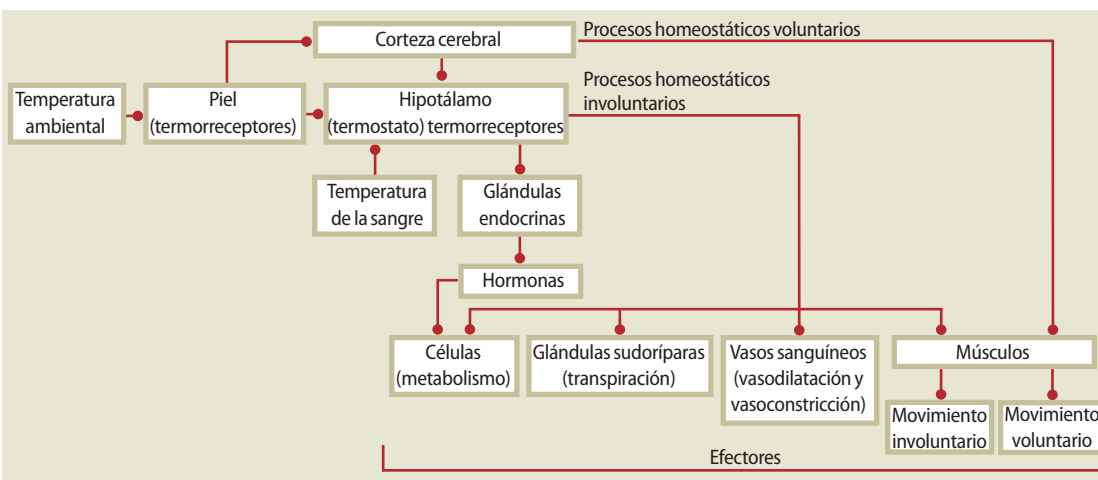 Corteza cerebral
Procesos homeostáticos voluntarios
Temperatura
ambiental
Piel
(termorreceptores)
Hipotálamo
(termostato) termorreceptores
Procesos homeostáticos
involuntarios
Temperatura
de la sangre
Glándulas
endocrinas
Hormonas
Células
(metabolismo)
Glándulas sudoríparas
(transpiración)
Vasos sanguíneos
(vasodilatación y
vasoconstricción)
Músculos
Movimiento
involuntario
Movimiento
voluntario
Efectores